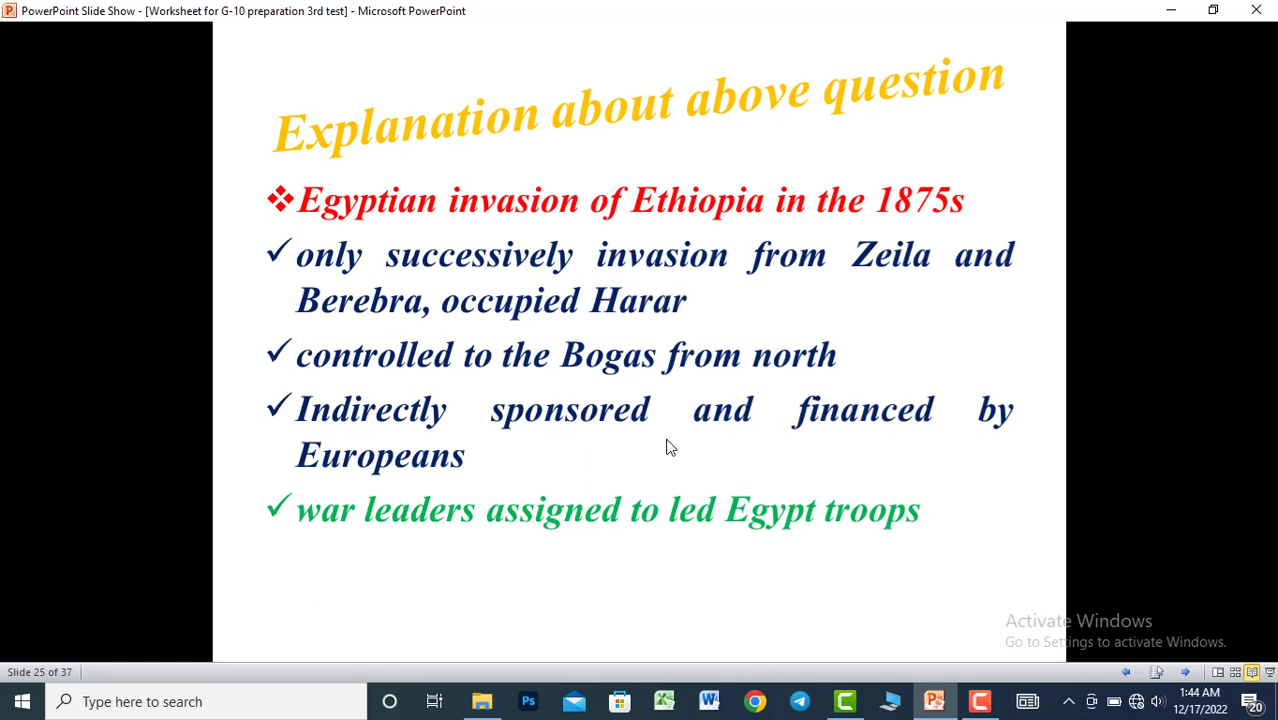 PowerPoint Slide Show - [Worksheet for G-10 preparation 3rd test] - Microsoft PowerPoint
Explanation about above question
Egyptian invasion of Ethiopia in the 1875s
only successively invasion from Zeila and
Berebra, occupied Harar
controlled to the Bogas from north
Indirectly sponsored and financed by
Europeans
war leaders assigned to led Egypt troops
Activate Windows
Go to Settings to activate Windows.
Slide 25 of 37
Type here to search
1:44 AM
12/17/2022
20